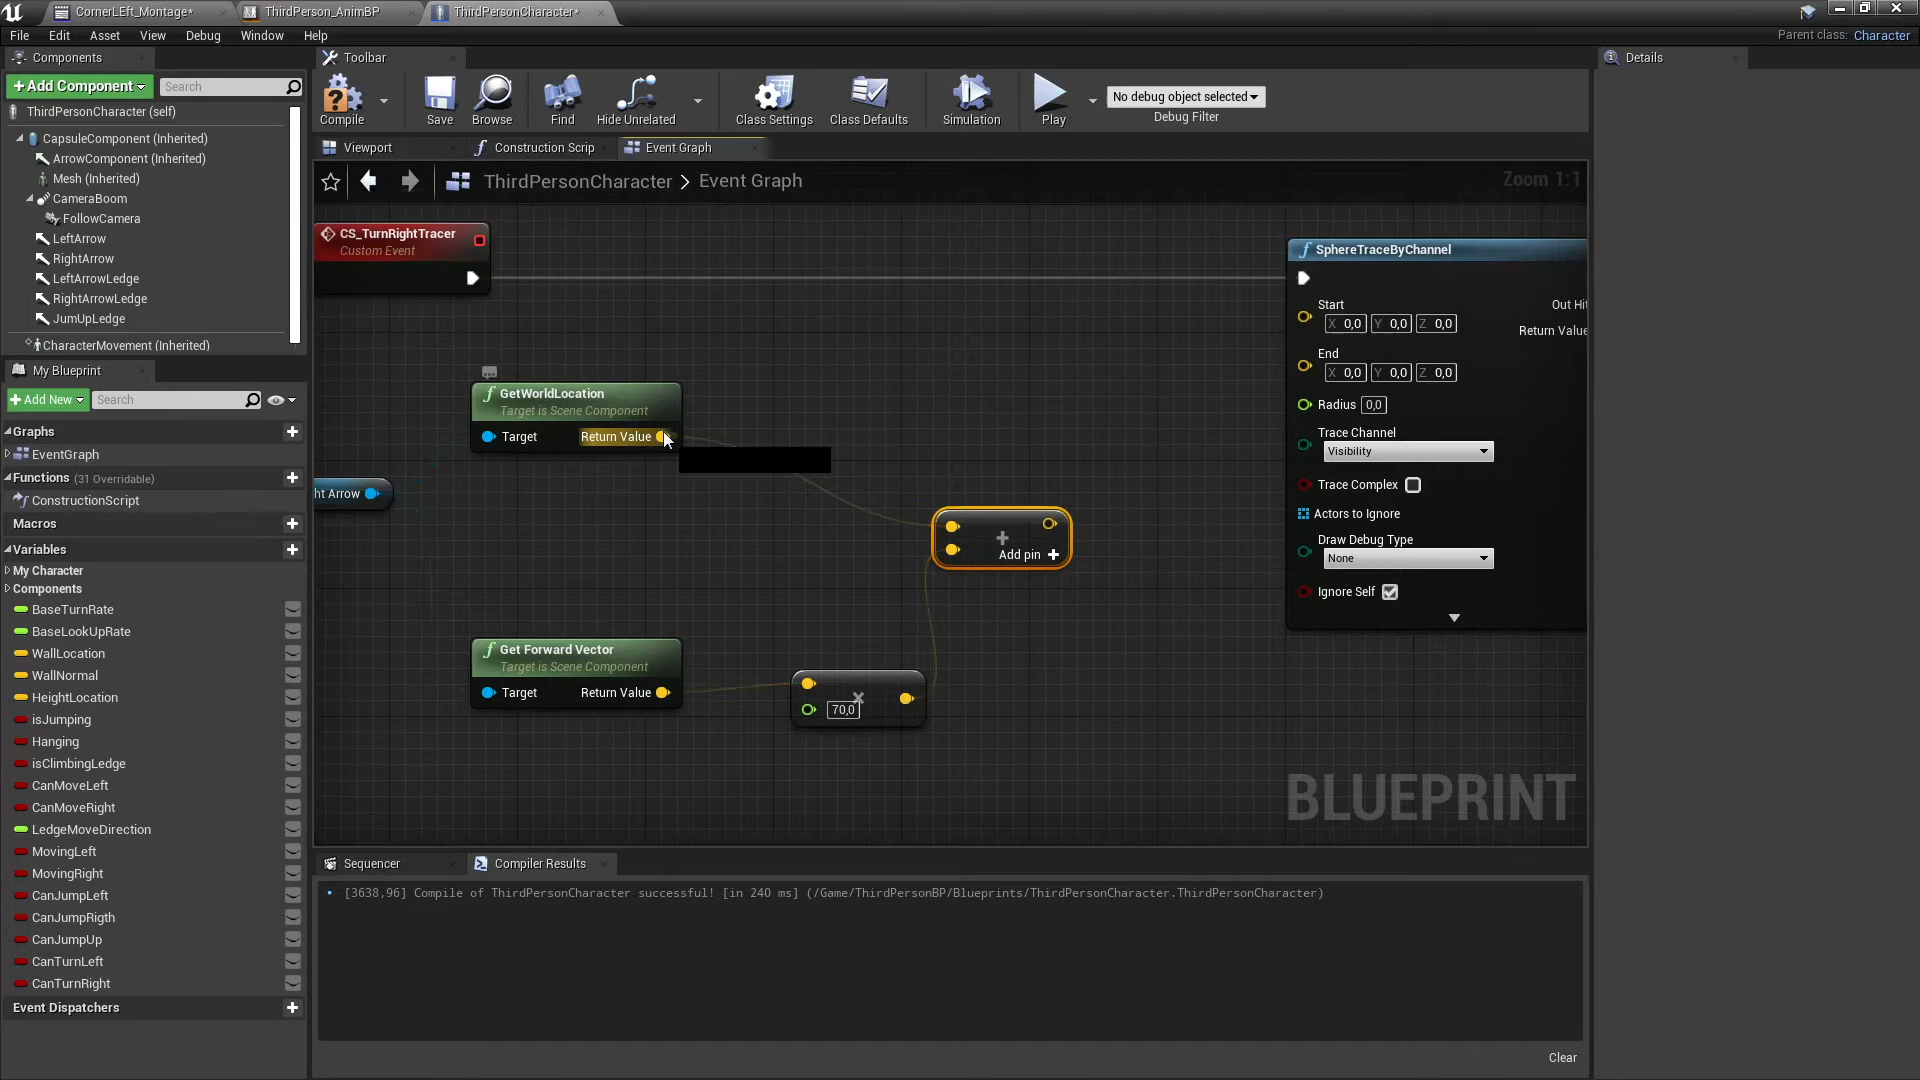 CornerLEft_Montage*
ThirdPerson_AnimBP
ThirdPersonCharacter*
File
Edit
Asset
View
Debug
Window
Help
Parent class: Character
Components
+Add Component
Search
ThirdPersonCharacter (self)
CapsuleComponent (Inherited)
ArrowComponent (Inherited)
Mesh (Inherited)
CameraBoom
FollowCamera
LeftArrow
RightArrow
LeftArrowLedge
RightArrowLedge
JumUpLedge
CharacterMovement (Inherited)
My Blueprint
+Add New
Search
Graphs
EventGraph
Functions (31 Overridable)
ConstructionScript
Macros
Variables
My Character
Components
BaseTurnRate
BaseLookUpRate
WallLocation
WallNormal
HeightLocation
isJumping
Hanging
isClimbingLedge
CanMoveLeft
CanMoveRight
LedgeMoveDirection
MovingLeft
MovingRight
CanJumpLeft
CanJumpRigth
CanJumpUp
CanTurnLeft
CanTurnRight
Event Dispatchers
Toolbar
Compile
Save
Browse
Find
Hide Unrelated
Class Settings
Class Defaults
Simulation
Play
No debug object selected
Debug Filter
Viewport
Construction Scrip
Event Graph
ThirdPersonCharacter > Event Graph
Zoom 1:1
CS_TurnRightTracer
Custom Event
GetWorldLocation
Target is Scene Component
Target
Return Value
ht Arrow
Add pin +
Get Forward Vector
Target is Scene Component
Target
Return Value
70,0
SphereTraceByChannel
Start
X 0,0 Y 0,0 Z 0,0
End
X 0,0 Y 0,0 Z 0,0
Radius 0,0
Trace Channel
Visibility
Trace Complex
Actors to Ignore
Draw Debug Type
None
Ignore Self
Out Hit
Return Value
BLUEPRINT
Sequencer
Compiler Results
[3638,96] Compile of ThirdPersonCharacter successful! [in 240 ms] (/Game/ThirdPersonBP/Blueprints/ThirdPersonCharacter.ThirdPersonCharacter)
Clear
Details